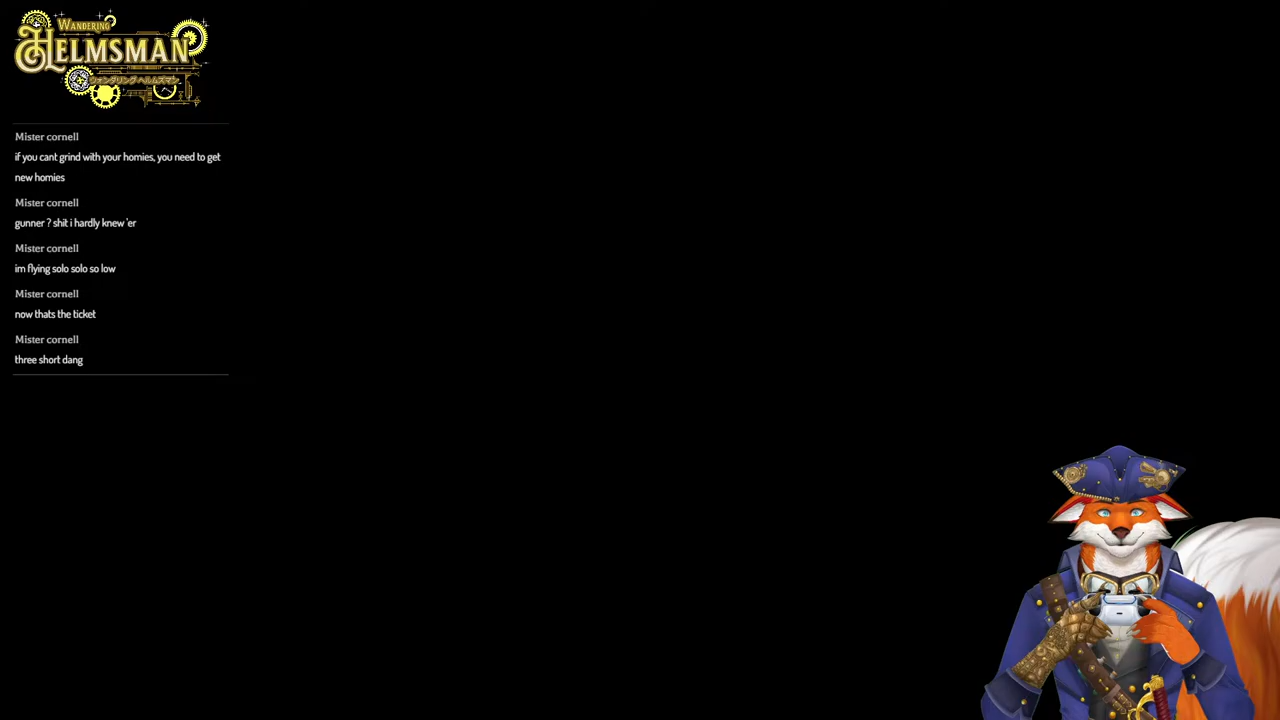 WANDERING
HELMSMAN
ワンダリングヘルムズマン
Mister cornell
if you cant grind with your homies, you need to get
new homies
Mister cornell
gunner ? shit i hardly knew 'er
Mister cornell
im flying solo solo so low
Mister cornell
now thats the ticket
Mister cornell
three short dang